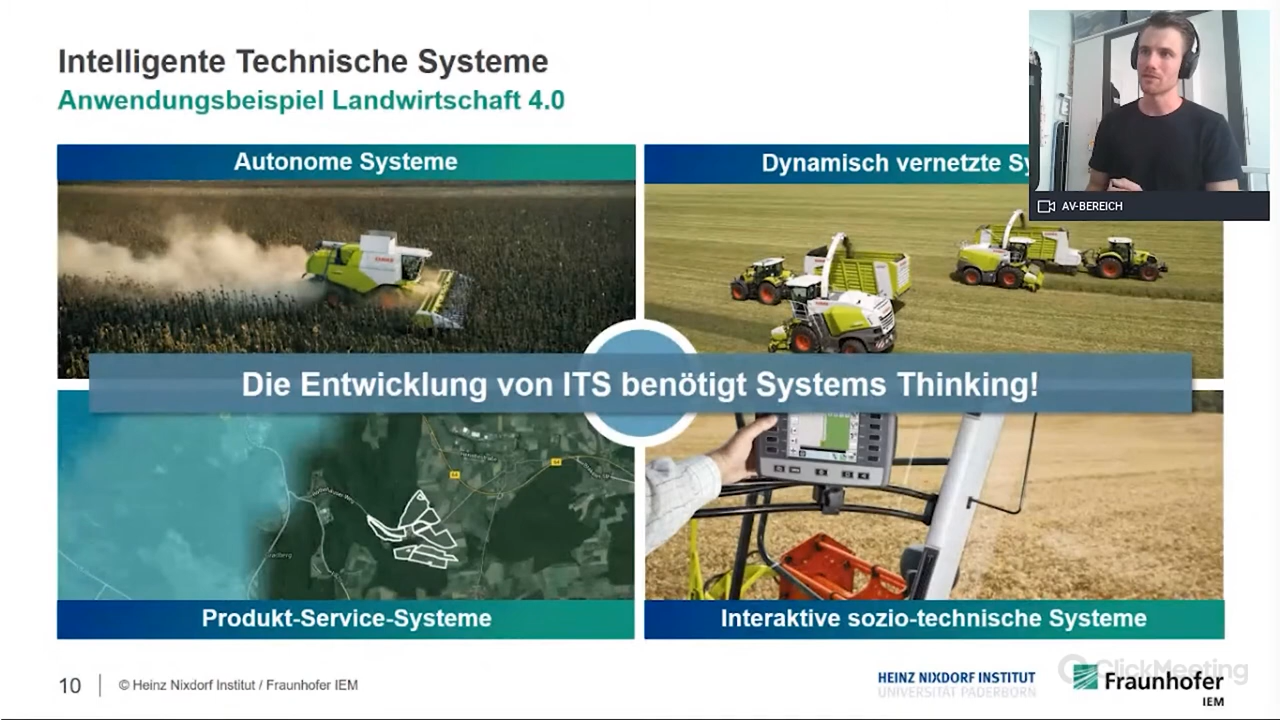 Intelligente Technische Systeme
Anwendungsbeispiel Landwirtschaft 4.0
AV-BEREICH
Autonome Systeme
Dynamisch vernetzte Sy
CLAAS
Die Entwicklung von ITS benötigt Systems Thinking!
Produkt-Service-Systeme
Interaktive sozio-technische Systeme
10
© Heinz Nixdorf Institut / Fraunhofer IEM
HEINZ NIXDORF INSTITUT
UNIVERSITÄT PADERBORN
ClickMeeting
Fraunhofer
IEM